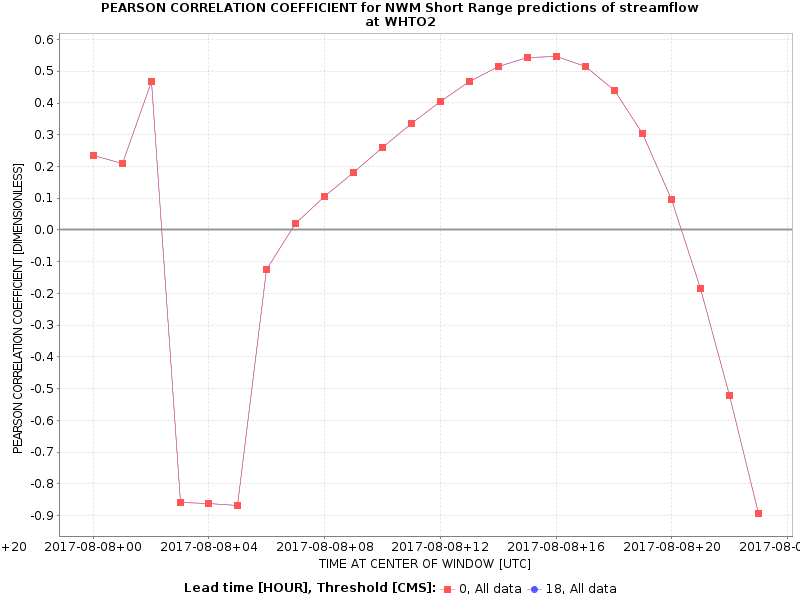 PEARSON CORRELATION COEFFICIENT for NWM Short Range predictions of streamflow
at WHTO2
PEARSON CORRELATION COEFFICIENT [DIMENSIONLESS]
0.6
0.5
0.4
0.3
0.2
0.1
0.0
-0.1
-0.2
-0.3
-0.4
-0.5
-0.6
-0.7
-0.8
-0.9
+20 2017-08-08+00 2017-08-08+04 2017-08-08+08 2017-08-08+12 2017-08-08+16 2017-08-08+20 2017-08-0
TIME AT CENTER OF WINDOW [UTC]
Lead time [HOUR], Threshold [CMS]: 0, All data 18, All data